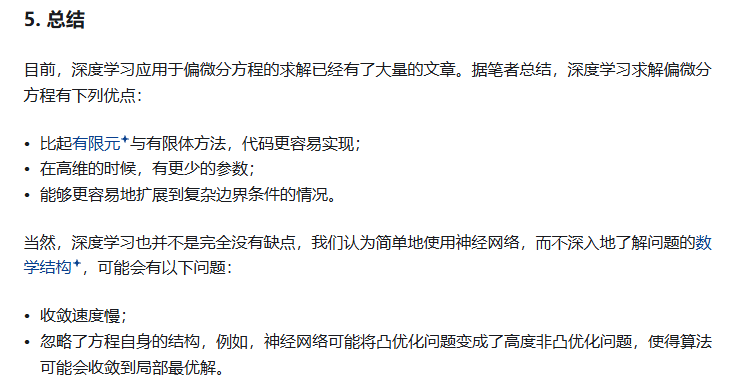 5. 总结
目前，深度学习应用于偏微分方程的求解已经有了大量的文章。据笔者总结，深度学习求解偏微分
方程有下列优点：
• 比起有限元与有限体方法，代码更容易实现；
• 在高维的时候，有更少的参数；
• 能够更容易地扩展到复杂边界条件的情况。
当然，深度学习也并不是完全没有缺点，我们认为简单地使用神经网络，而不深入地了解问题的数
学结构，可能会有以下问题：
• 收敛速度慢；
• 忽略了方程自身的结构，例如，神经网络可能将凸优化问题变成了高度非凸优化问题，使得算法
可能会收敛到局部最优解。